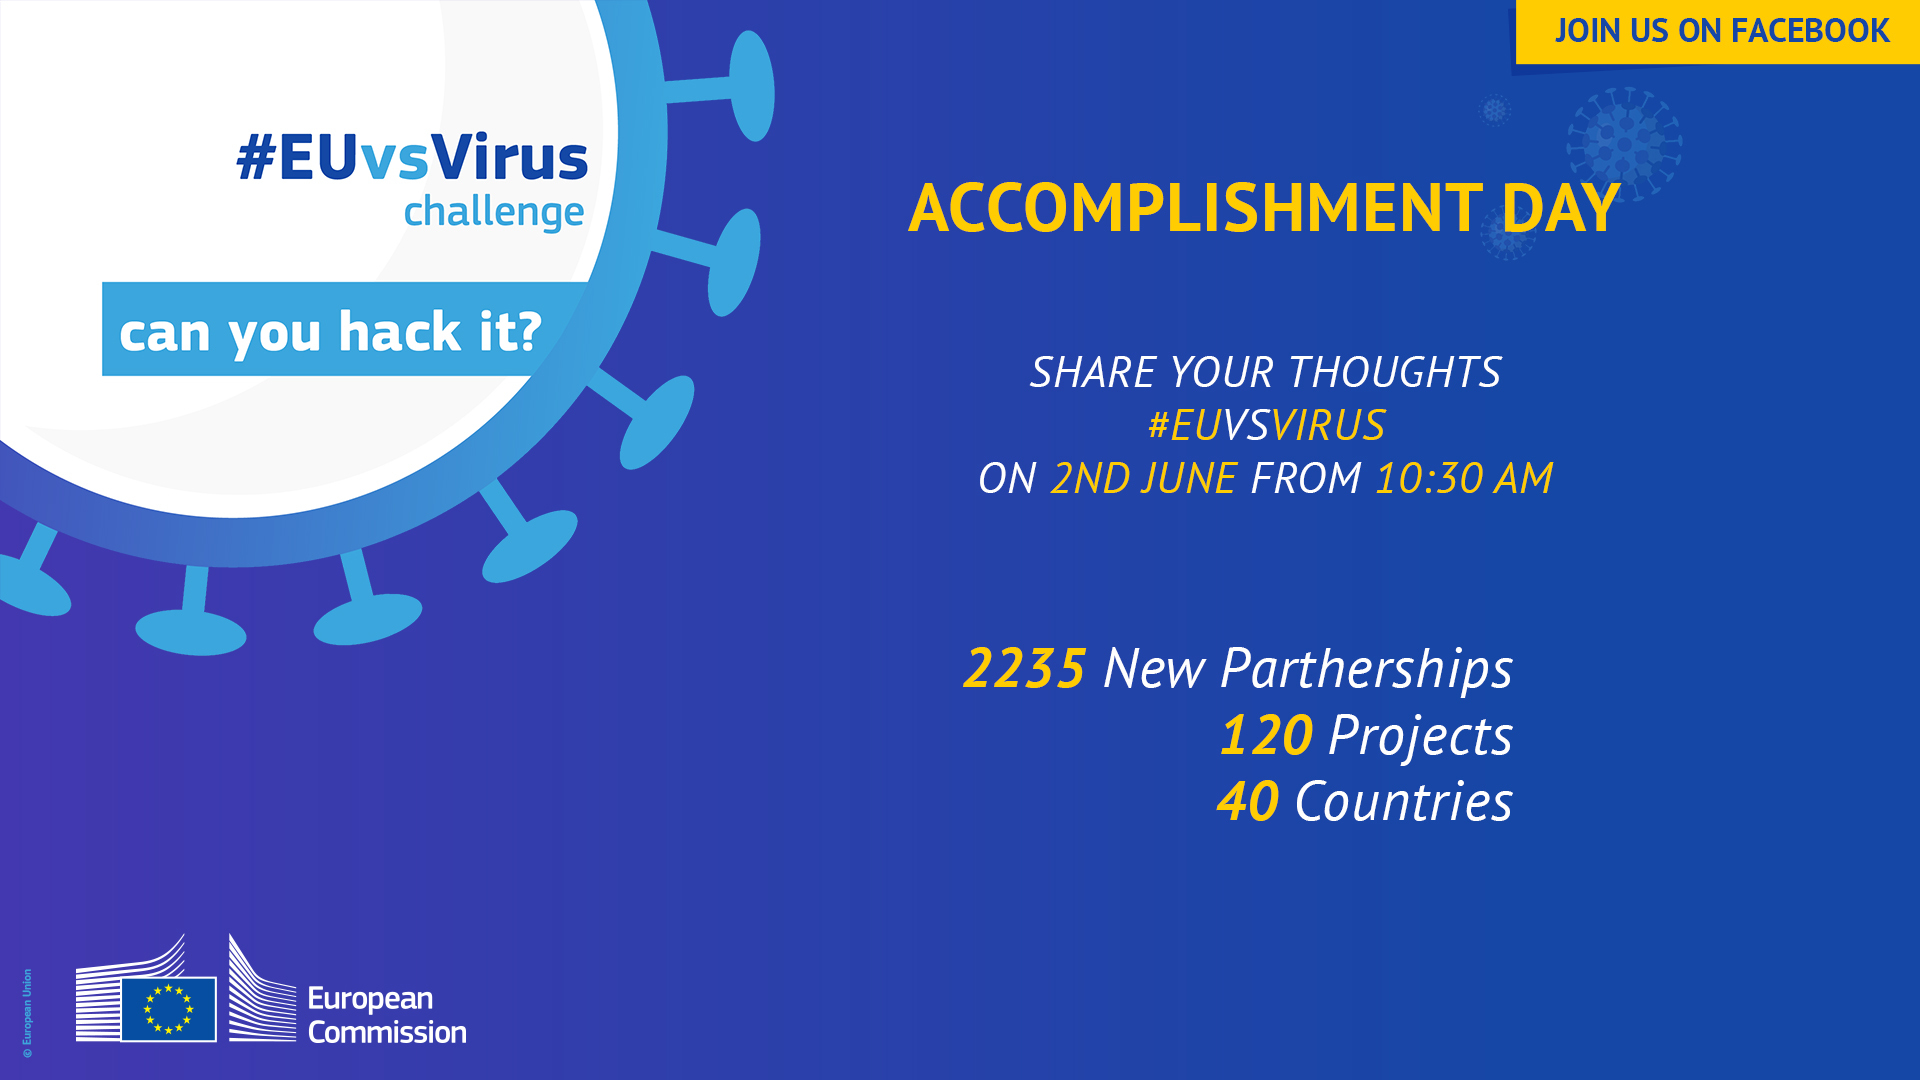 JOIN US ON FACEBOOK
#EUvsVirus
challenge
can you hack it?
ACCOMPLISHMENT DAY
SHARE YOUR THOUGHTS
#EUVSVIRUS
ON 2ND JUNE FROM 10:30 AM
2235 New Partherships
120 Projects
40 Countries
European
Commission
© European Union